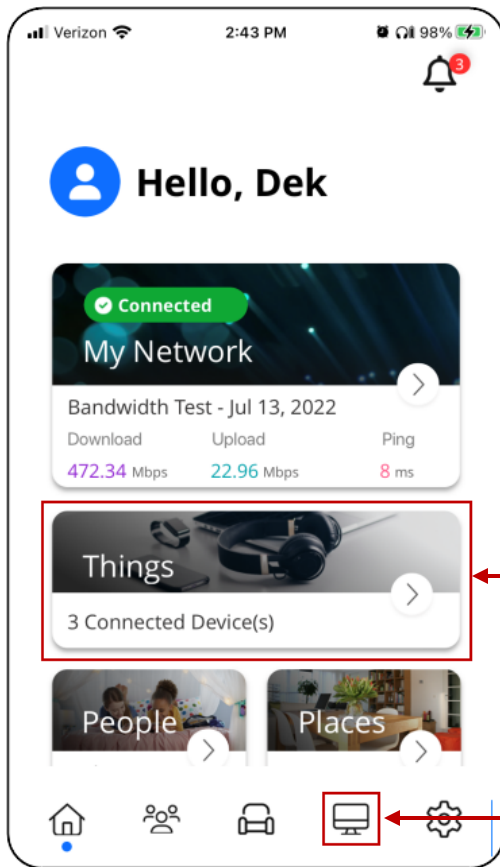 Verizon 2:43 PM 98%
3
Hello, Dek
Connected
My Network
Bandwidth Test - Jul 13, 2022
Download Upload Ping
472.34 Mbps 22.96 Mbps 8 ms
Things
3 Connected Device(s)
People Places